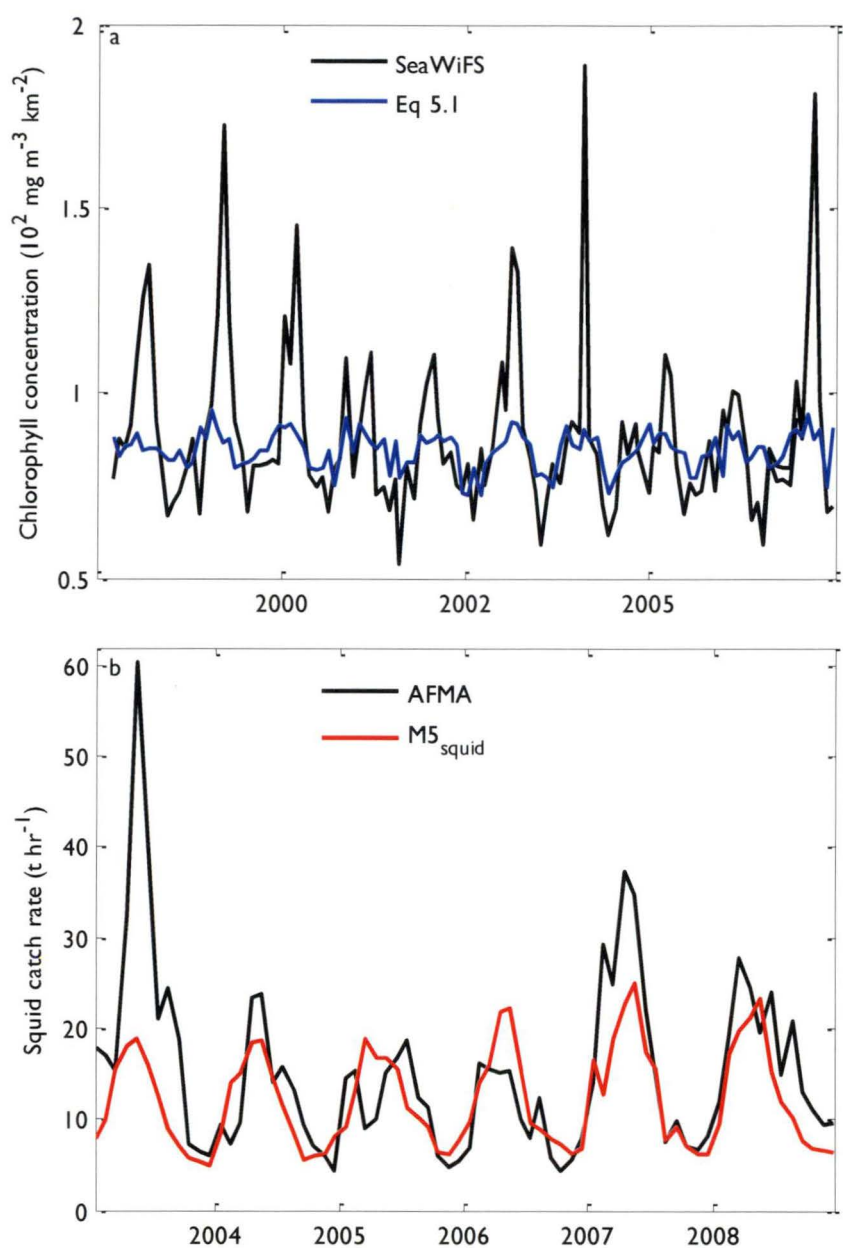 2
a
SeaWiFS
Eq 5.1
1.5
1
0.5
Chlorophyll concentration (10² mg m⁻³ km⁻²)
2000 2002 2005
b
60
AFMA
M5squid
50
40
30
20
10
0
Squid catch rate (t hr⁻¹)
2004 2005 2006 2007 2008